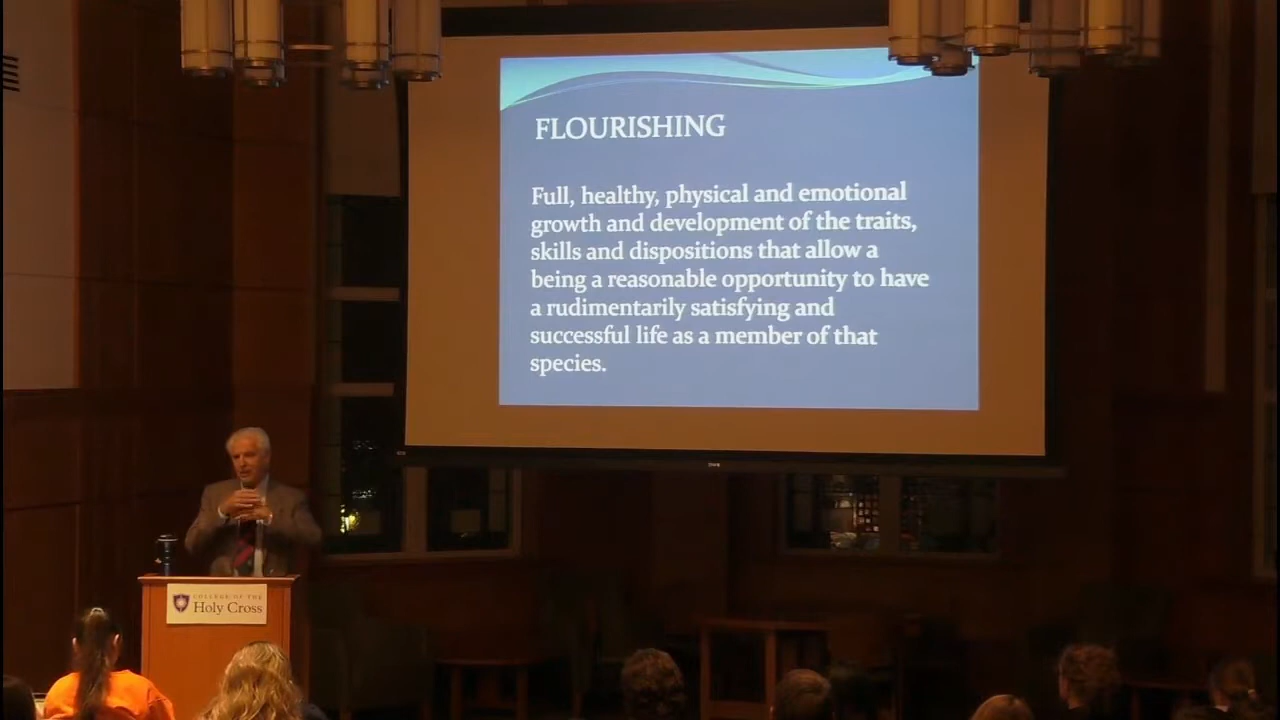 FLOURISHING
Full, healthy, physical and emotional
growth and development of the traits,
skills and dispositions that allow a
being a reasonable opportunity to have
a rudimentarily satisfying and
successful life as a member of that
species.
COLLEGE OF THE
Holy Cross